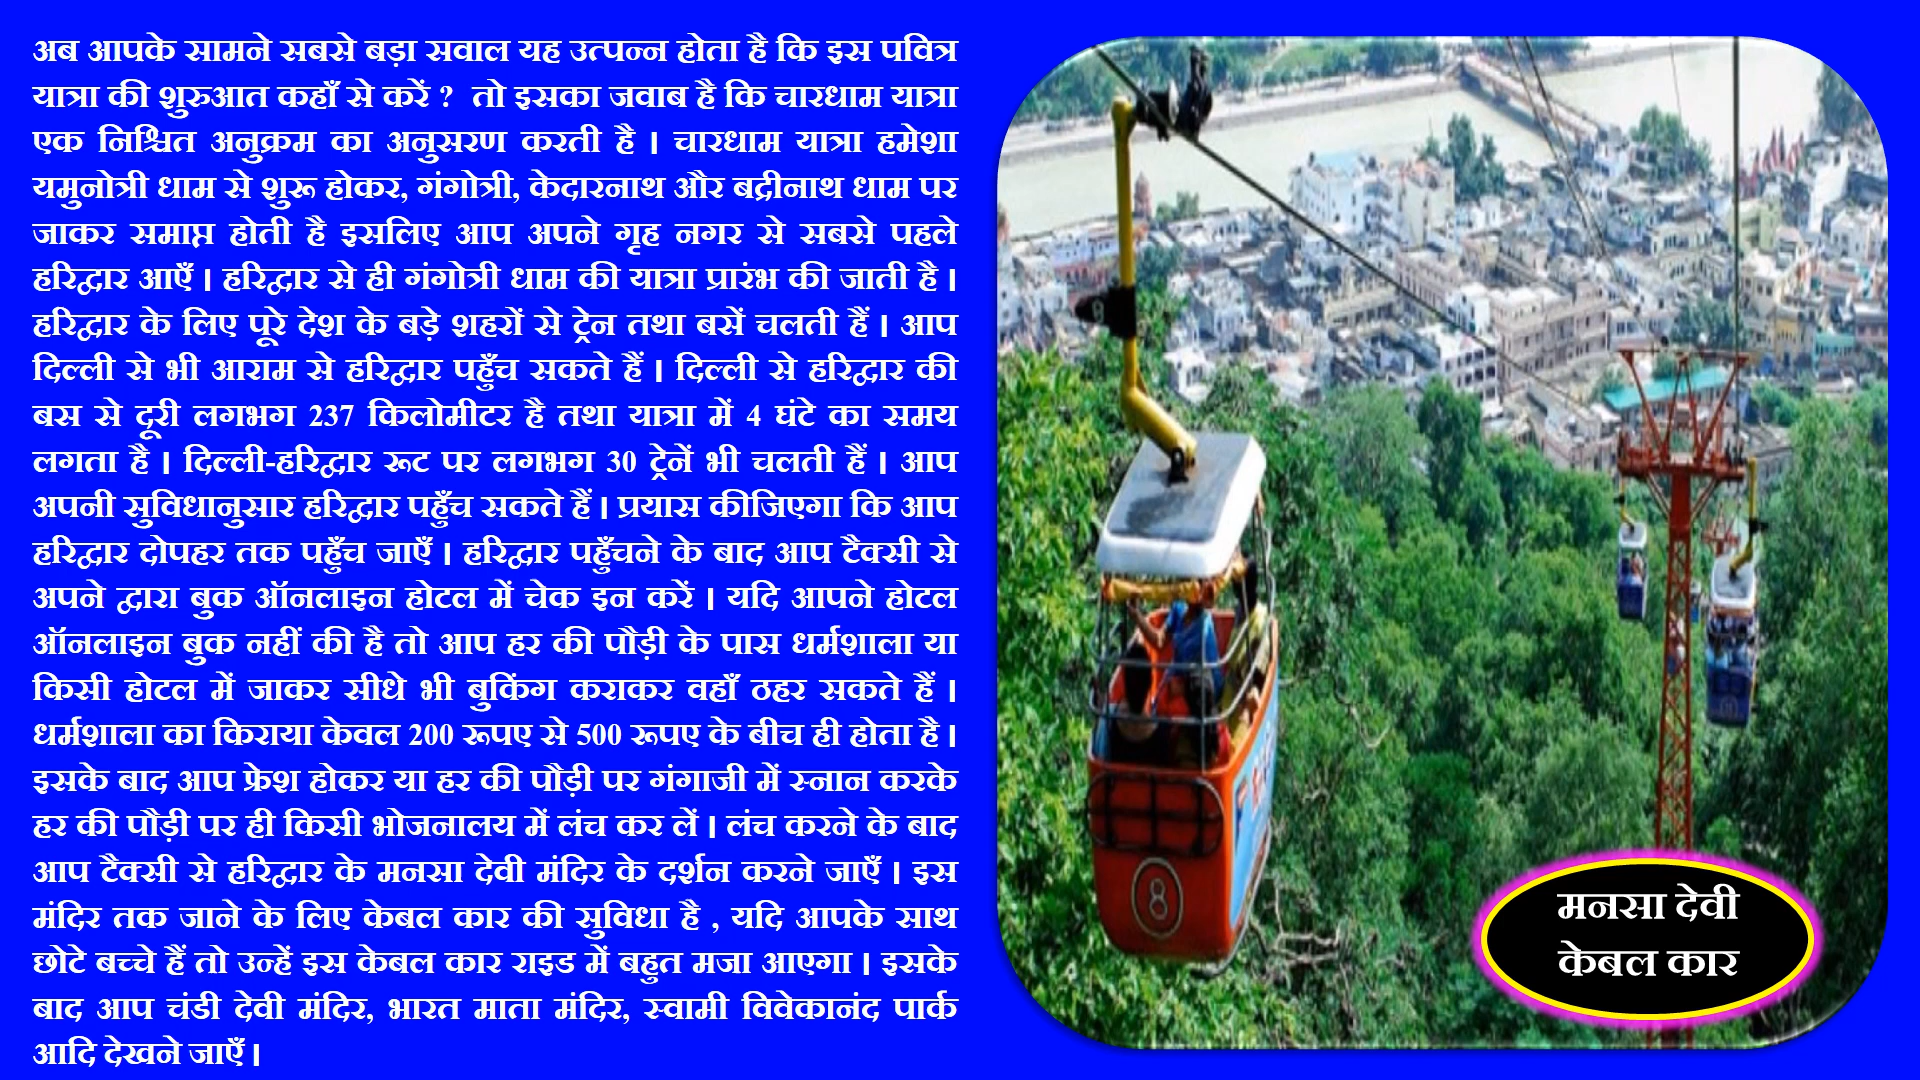 अब आपके सामने सबसे बड़ा सवाल यह उत्पन्न होता है कि इस पवित्र
यात्रा की शुरुआत कहाँ से करें ? तो इसका जवाब है कि चारधाम यात्रा
एक निश्चित अनुक्रम का अनुसरण करती है । चारधाम यात्रा हमेशा
यमुनोत्री धाम से शुरू होकर, गंगोत्री, केदारनाथ और बद्रीनाथ धाम पर
जाकर समाप्त होती है इसलिए आप अपने गृह नगर से सबसे पहले
हरिद्वार आएँ । हरिद्वार से ही गंगोत्री धाम की यात्रा प्रारंभ की जाती है ।
हरिद्वार के लिए पूरे देश के बड़े शहरों से ट्रेन तथा बसें चलती हैं । आप
दिल्ली से भी आराम से हरिद्वार पहुँच सकते हैं । दिल्ली से हरिद्वार की
बस से दूरी लगभग 237 किलोमीटर है तथा यात्रा में 4 घंटे का समय
लगता है । दिल्ली-हरिद्वार रूट पर लगभग 30 ट्रेनें भी चलती हैं । आप
अपनी सुविधानुसार हरिद्वार पहुँच सकते हैं । प्रयास कीजिएगा कि आप
हरिद्वार दोपहर तक पहुँच जाएँ । हरिद्वार पहुँचने के बाद आप टैक्सी से
अपने द्वारा बुक ऑनलाइन होटल में चेक इन करें । यदि आपने होटल
ऑनलाइन बुक नहीं की है तो आप हर की पौड़ी के पास धर्मशाला या
किसी होटल में जाकर सीधे भी बुकिंग कराकर वहाँ ठहर सकते हैं ।
धर्मशाला का किराया केवल 200 रूपए से 500 रूपए के बीच ही होता है ।
इसके बाद आप फ्रेश होकर या हर की पौड़ी पर गंगाजी में स्नान करके
हर की पौड़ी पर ही किसी भोजनालय में लंच कर लें । लंच करने के बाद
आप टैक्सी से हरिद्वार के मनसा देवी मंदिर के दर्शन करने जाएँ । इस
मंदिर तक जाने के लिए केबल कार की सुविधा है , यदि आपके साथ
छोटे बच्चे हैं तो उन्हें इस केबल कार राइड में बहुत मजा आएगा । इसके
बाद आप चंडी देवी मंदिर, भारत माता मंदिर, स्वामी विवेकानंद पार्क
आदि देखने जाएँ ।
8
मनसा देवी
केबल कार